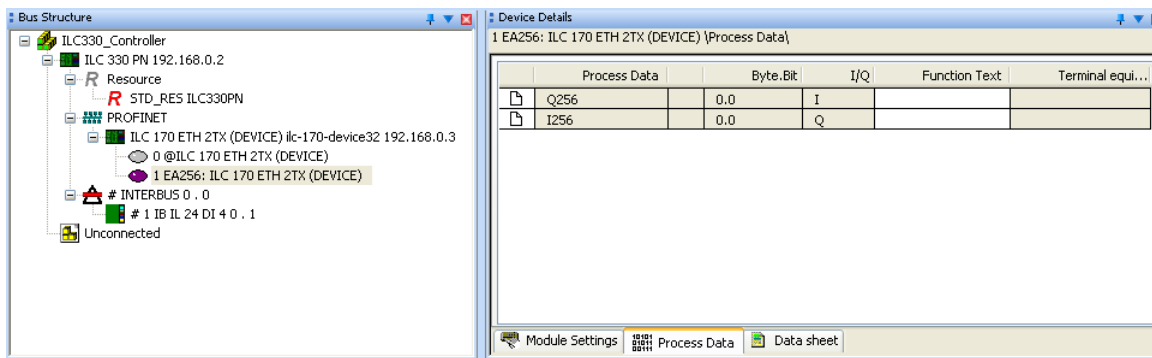 Bus Structure
ILC330_Controller
ILC 330 PN 192.168.0.2
Resource
STD_RES ILC330PN
PROFINET
ILC 170 ETH 2TX (DEVICE) ilc-170-device32 192.168.0.3
0 @ILC 170 ETH 2TX (DEVICE)
1 EA256: ILC 170 ETH 2TX (DEVICE)
# INTERBUS 0 . 0
# 1 IB IL 24 DI 4 0 . 1
Unconnected
Device Details
1 EA256: ILC 170 ETH 2TX (DEVICE) \Process Data\
Process Data Byte.Bit I/Q Function Text Terminal equi...
Q256 0.0 I
I256 0.0 Q
Module Settings Process Data Data sheet